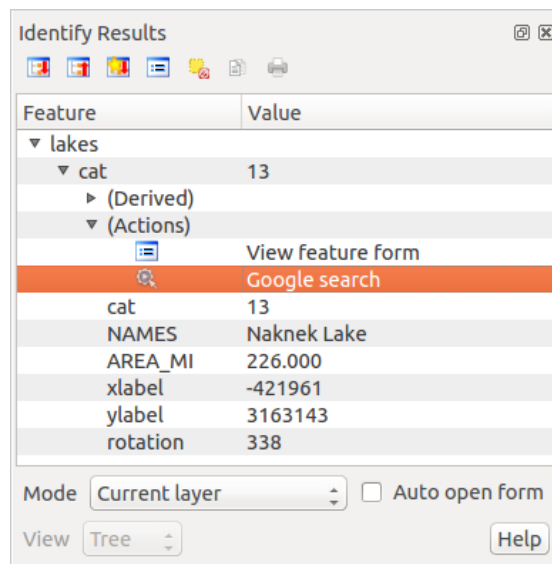 Identify Results
Feature Value
lakes
cat 13
(Derived)
(Actions)
View feature form
Google search
cat 13
NAMES Naknek Lake
AREA_MI 226.000
xlabel -421961
ylabel 3163143
rotation 338
Mode Current layer Auto open form
View Tree Help